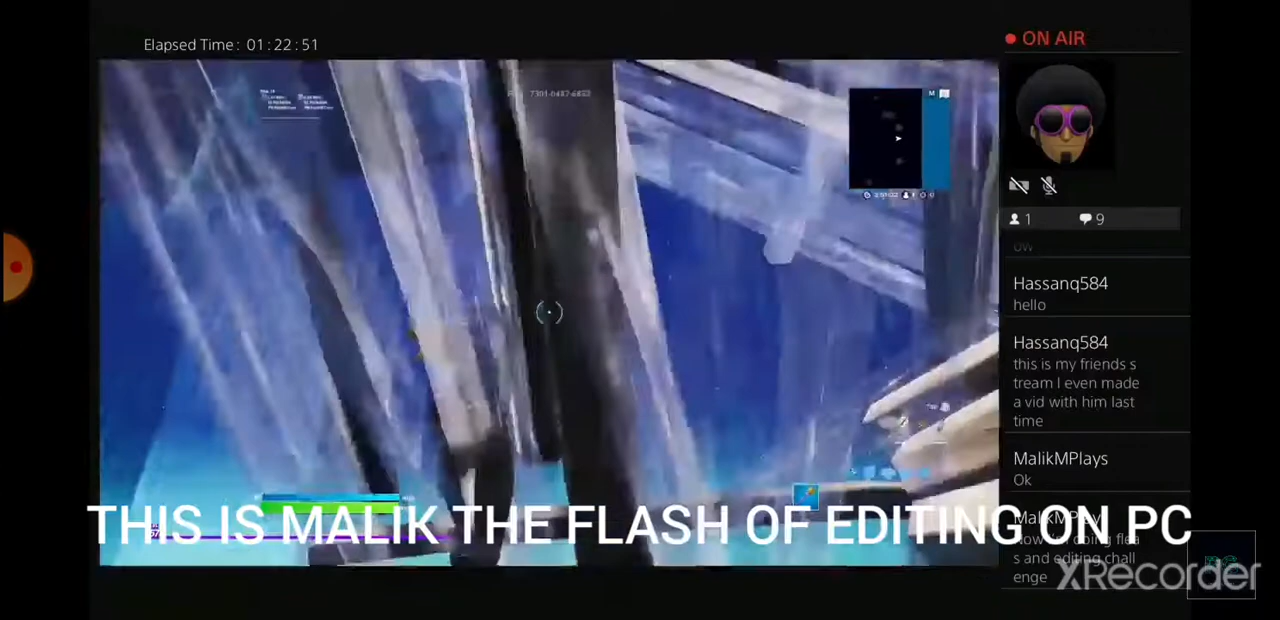 Elapsed Time: 01:22:51
ON AIR
M
1
9
ow
Hassanq584
hello
Hassanq584
this is my friends s
tream I even made
a vid with him last
time
MalikMPlays
Ok
s and editing chall
enge
THIS IS MALIK THE FLASH OF EDITING ON PC
XRecorder